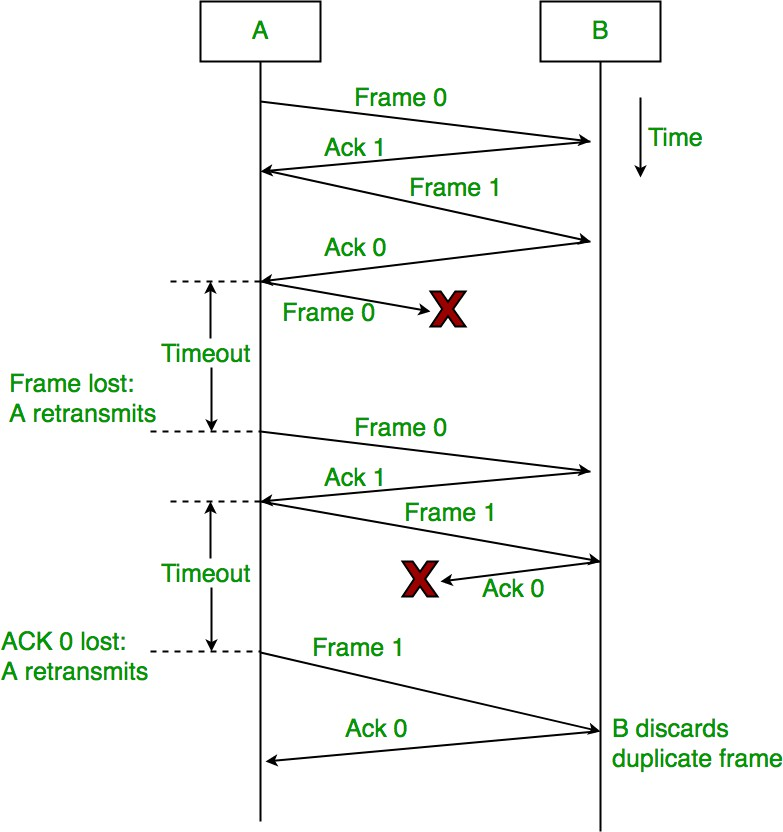 A
B
Frame 0
Time
Ack 1
Frame 1
Ack 0
Frame 0
X
Timeout
Frame lost:
A retransmits
Frame 0
Ack 1
Frame 1
Timeout
X
Ack 0
ACK 0 lost:
A retransmits
Frame 1
Ack 0
B discards
duplicate frame